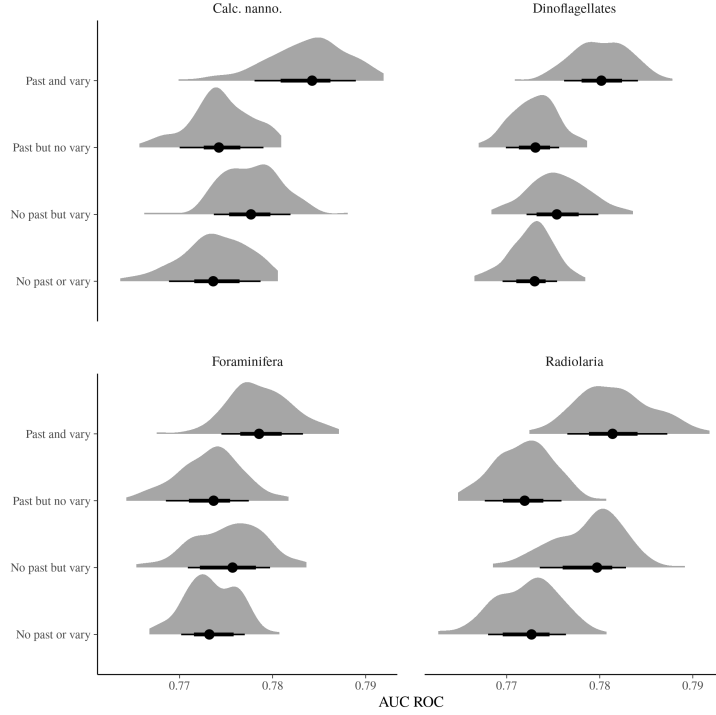 Calc. nanno.
Dinoflagellates
Past and vary
Past but no vary
No past but vary
No past or vary
Foraminifera
Radiolaria
Past and vary
Past but no vary
No past but vary
No past or vary
0.77 0.78 0.79 0.77 0.78 0.79
AUC ROC